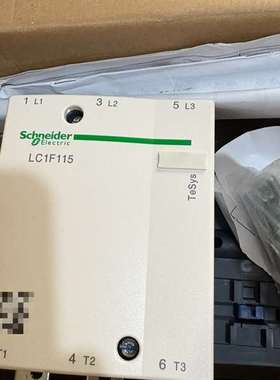 1 L1 3 L2 5 L3
Schneider
Electric
LC1F115
TeSys
T1 4 T2 6 T3